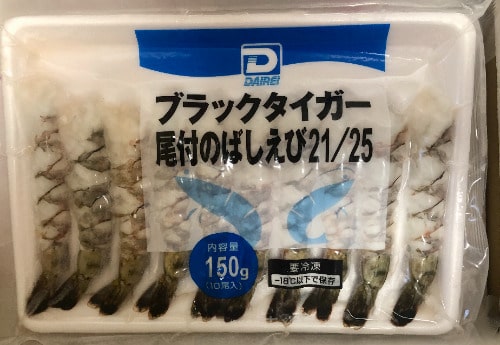 DAIREI
ブラックタイガー
尾付のばしえび21/25
内容量
150g
(10尾入)
要冷凍
-18℃以下で保存